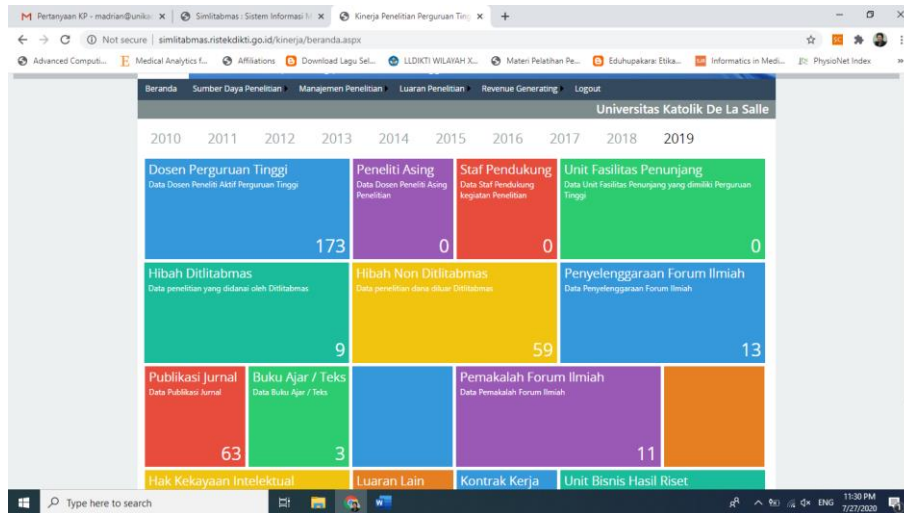 Pertanyaan KP - madrian@unika
Simlitabmas : Sistem Informasi
Kinerja Penelitian Perguruan Ting
Not secure | simlitabmas.ristekdikti.go.id/kinerja/beranda.aspx
Advanced Computi... Medical Analytics f... Affiliations Download Lagu Sel... LLDIKTI WILAYAH X... Materi Pelatihan Pe... Eduhupakara: Etika... Informatics in Medi... PhysioNet Index
Beranda Sumber Daya Penelitian Manajemen Penelitian Luaran Penelitian Revenue Generating Logout
Universitas Katolik De La Salle
2010 2011 2012 2013 2014 2015 2016 2017 2018 2019
Dosen Perguruan Tinggi
Data Dosen Peneliti Aktif Perguruan Tinggi
173
Peneliti Asing
Data Dosen Peneliti Asing
Penelitian
0
Staf Pendukung
Data Staf Pendukung
kegiatan Penelitian
0
Unit Fasilitas Penunjang
Data Unit Fasilitas Penunjang yang dimiliki Perguruan
Tinggi
0
Hibah Ditlitabmas
Data penelitian yang didanai oleh Ditlitabmas
9
Hibah Non Ditlitabmas
Data penelitian dana diluar Ditlitabmas
59
Penyelenggaraan Forum Ilmiah
Data Penyelenggaraan Forum Ilmiah
13
Publikasi Jurnal
Data Publikasi Jurnal
63
Buku Ajar / Teks
Data Buku Ajar / Teks
3
Pemakalah Forum Ilmiah
Data Pemakalah Forum Ilmiah
11
Hak Kekayaan Intelektual
Luaran Lain
Kontrak Kerja
Unit Bisnis Hasil Riset
Type here to search
ENG
11:30 PM
7/27/2020